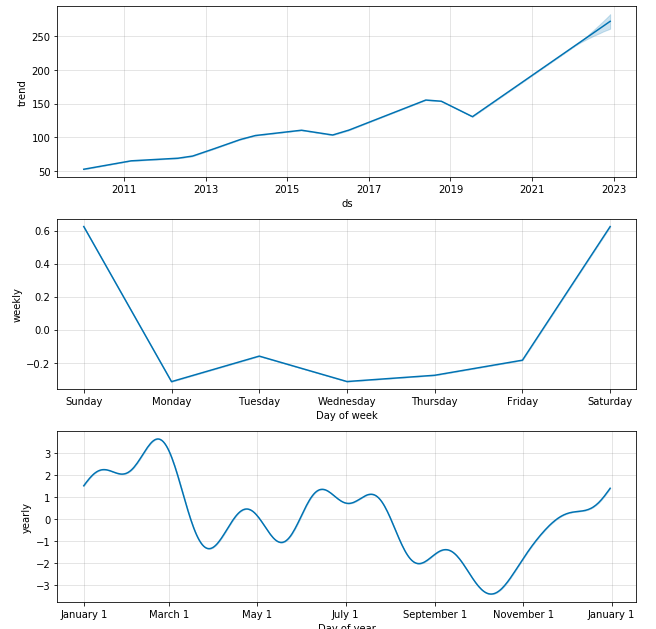 250
200
150
100
50
trend
2011 2013 2015 2017 2019 2021 2023
ds
0.6
0.4
0.2
0.0
−0.2
weekly
Sunday Monday Tuesday Wednesday Thursday Friday Saturday
Day of week
3
2
1
0
−1
−2
−3
yearly
January 1 March 1 May 1 July 1 September 1 November 1 January 1
Day of year